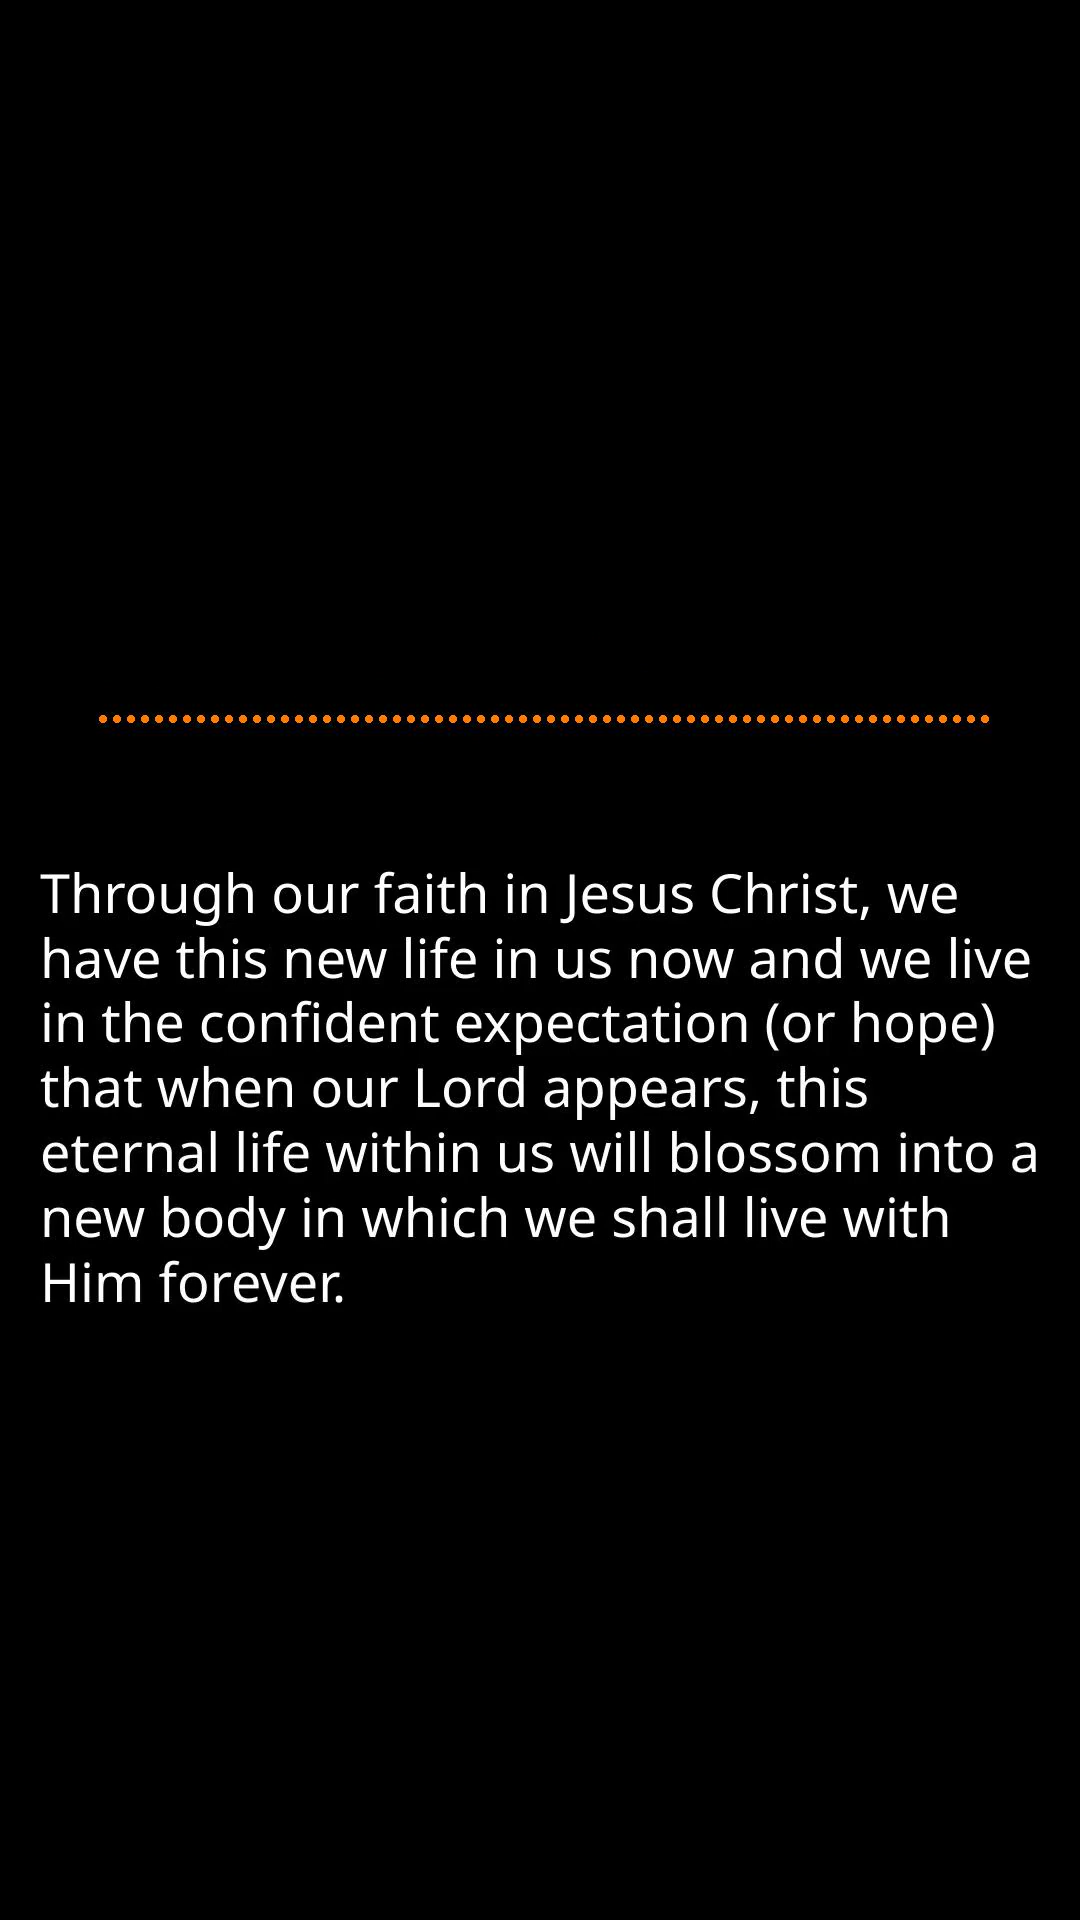 Through our faith in Jesus Christ, we
have this new life in us now and we live
in the confident expectation (or hope)
that when our Lord appears, this
eternal life within us will blossom into a
new body in which we shall live with
Him forever.